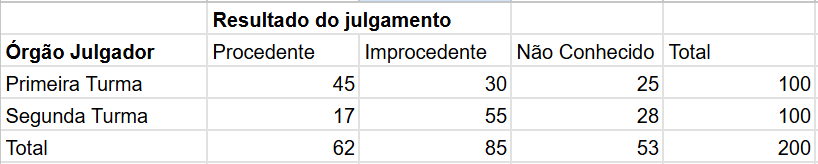 Resultado do julgamento
Órgão Julgador Procedente Improcedente Não Conhecido Total
Primeira Turma 45 30 25 100
Segunda Turma 17 55 28 100
Total 62 85 53 200